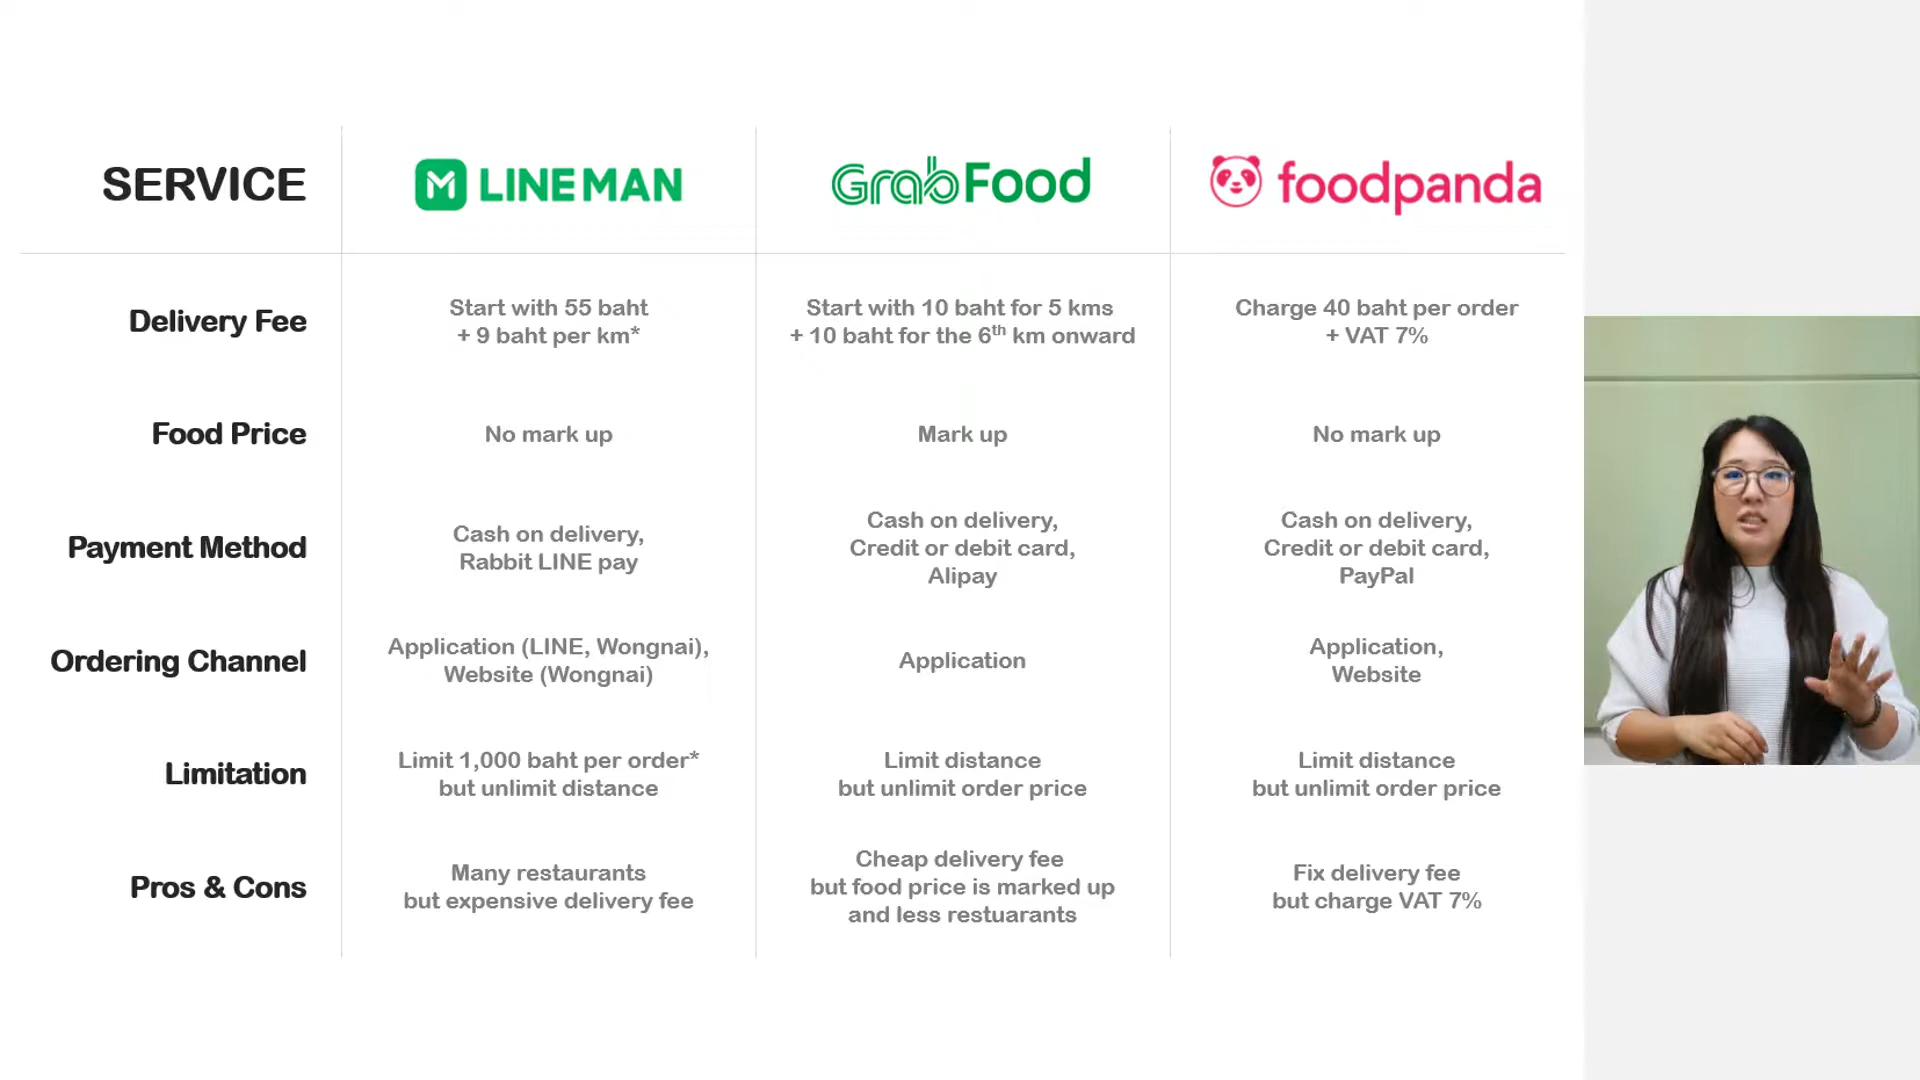 SERVICE
LINE MAN
GrabFood
foodpanda
Delivery Fee
Start with 55 baht
+ 9 baht per km*
Start with 10 baht for 5 kms
+ 10 baht for the 6th km onward
Charge 40 baht per order
+ VAT 7%
Food Price
No mark up
Mark up
No mark up
Payment Method
Cash on delivery,
Rabbit LINE pay
Cash on delivery,
Credit or debit card,
Alipay
Cash on delivery,
Credit or debit card,
PayPal
Ordering Channel
Application (LINE, Wongnai),
Website (Wongnai)
Application
Application,
Website
Limitation
Limit 1,000 baht per order*
but unlimit distance
Limit distance
but unlimit order price
Limit distance
but unlimit order price
Pros & Cons
Many restaurants
but expensive delivery fee
Cheap delivery fee
but food price is marked up
and less restuarants
Fix delivery fee
but charge VAT 7%